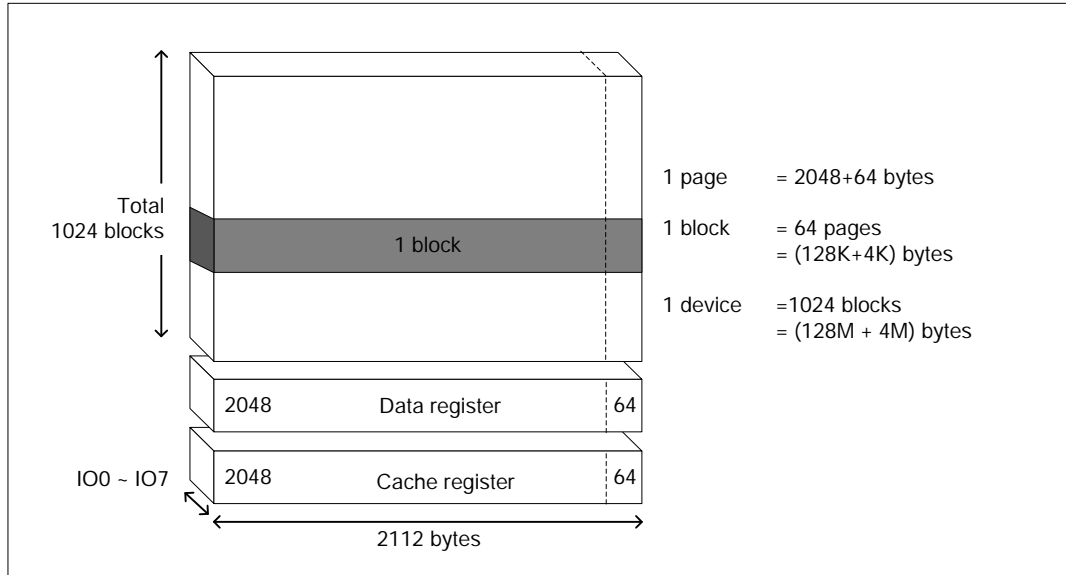 Total
1024 blocks
1 block
1 page = 2048+64 bytes
1 block = 64 pages
= (128K+4K) bytes
1 device =1024 blocks
= (128M + 4M) bytes
2048 Data register 64
2048 Cache register 64
IO0 ~ IO7
2112 bytes